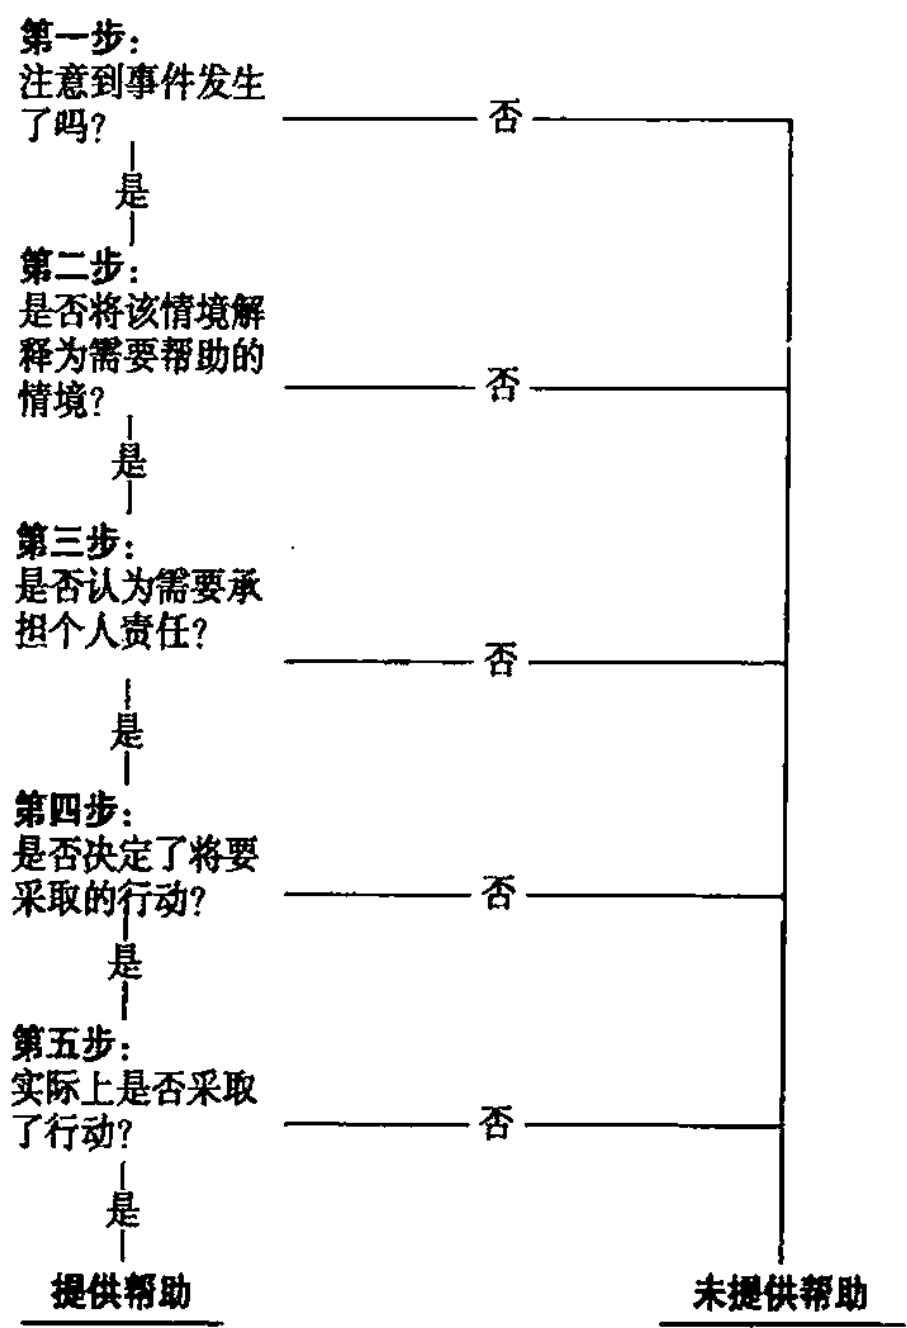 第一步：
注意到事件发生
了吗？
否
是
第二步：
是否将该情境解
释为需要帮助的
情境？
否
是
第三步：
是否认为需要承
担个人责任？
否
是
第四步：
是否决定了将要
采取的行动？
否
是
第五步：
实际上是否采取
了行动？
否
是
提供帮助
未提供帮助